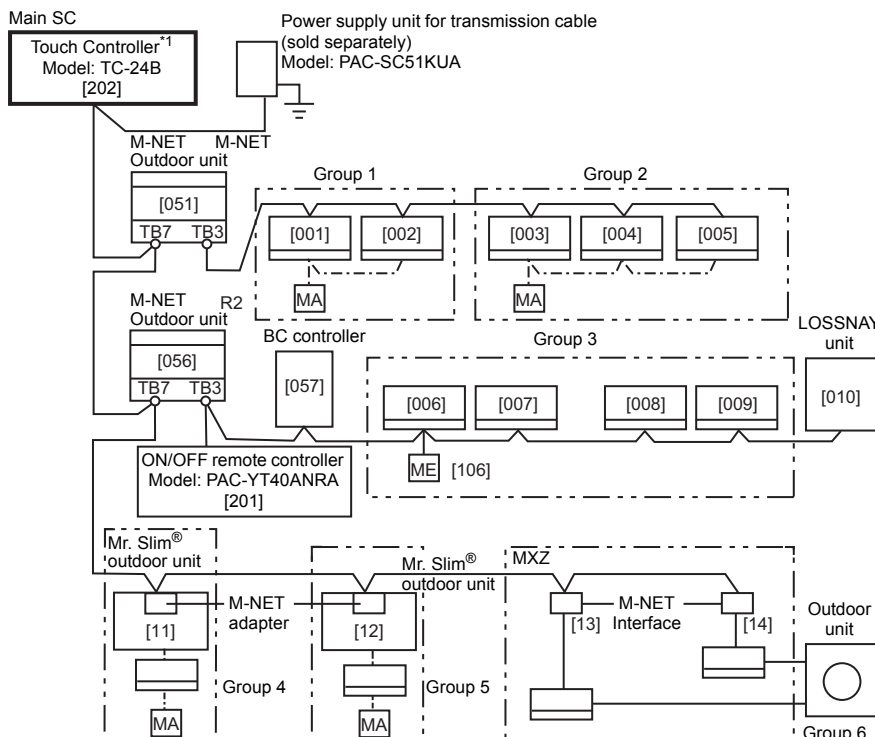 Main SC
Touch Controller*1
Model: TC-24B
[202]
Power supply unit for transmission cable
(sold separately)
Model: PAC-SC51KUA
M-NET
M-NET
Outdoor unit
[051]
TB7
TB3
Group 1
[001]
[002]
MA
Group 2
[003]
[004]
[005]
MA
M-NET
R2
Outdoor unit
[056]
TB7
TB3
BC controller
[057]
Group 3
[006]
[007]
[008]
[009]
ME
[106]
LOSSNAY
unit
[010]
ON/OFF remote controller
Model: PAC-YT40ANRA
[201]
Mr. Slim®
outdoor unit
[11]
MA
Group 4
M-NET
adapter
Mr. Slim®
outdoor unit
[12]
MA
Group 5
MXZ
[13]
M-NET
Interface
[14]
Outdoor
unit
Group 6